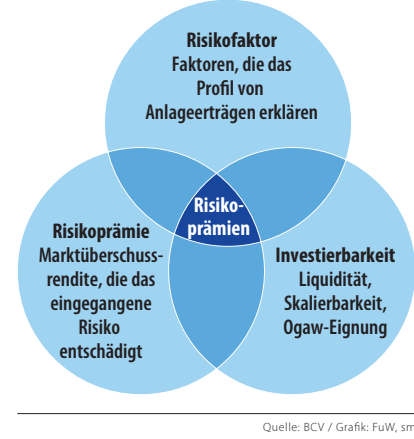 Risikofaktor
Faktoren, die das
Profil von
Anlageerträgen erklären
Risiko-
prämien
Risikoprämie
Marktüberschuss-
rendite, die das
eingegangene
Risiko
entschädigt
Investierbarkeit
Liquidität,
Skalierbarkeit,
Ogaw-Eignung
Quelle: BCV / Grafik: FuW, sm